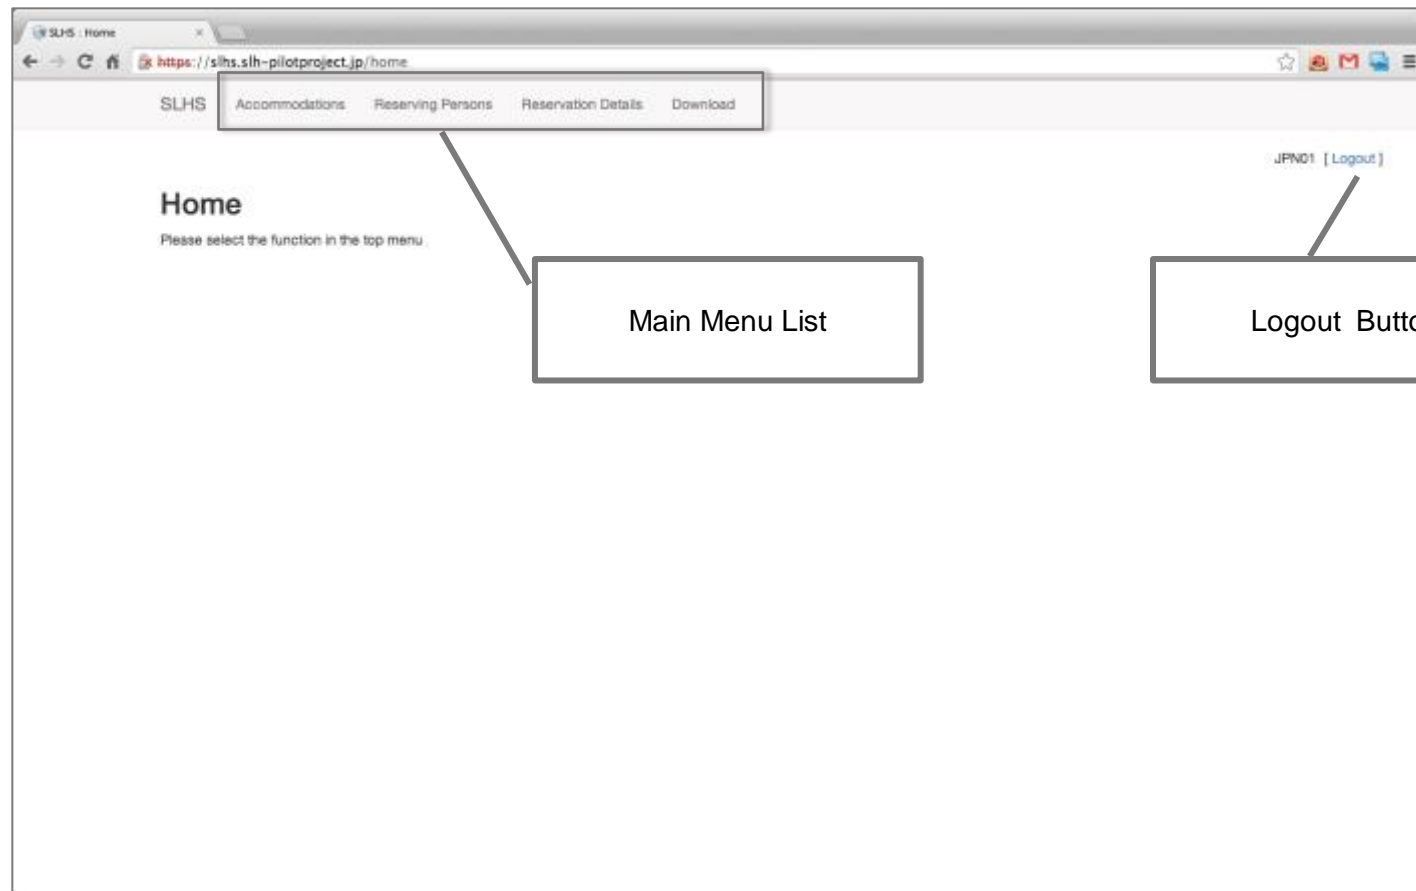 SLHS : Home
https://slhs.slh-pilotproject.jp/home
SLHS Accommodations Reserving Persons Reservation Details Download
JPN01 [ Logout ]
Home
Please select the function in the top menu
Main Menu List
Logout Butto